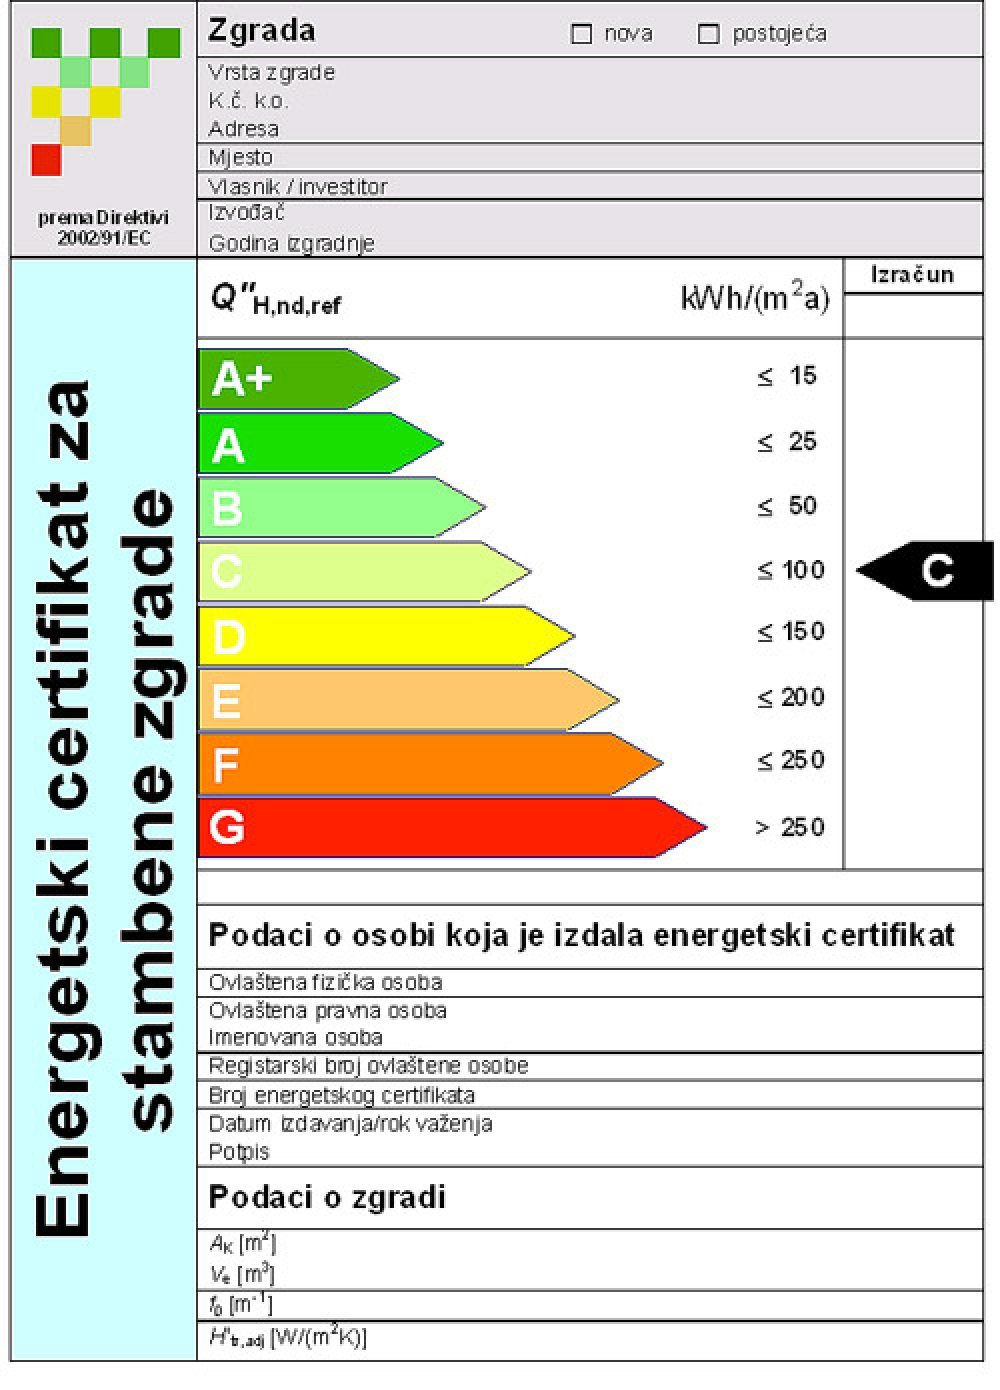 Zgrada ☐ nova ☐ postojeća
Vrsta zgrade
K.č. k.o.
Adresa
Mjesto
Vlasnik / investitor
Izvođač
Godina izgradnje
prema Direktivi
2002/91/EC
Energetski certifikat za
stambene zgrade
Q"H,nd,ref kWh/(m²a) Izračun
A+ ≤ 15
A ≤ 25
B ≤ 50
C ≤ 100 C
D ≤ 150
E ≤ 200
F ≤ 250
G > 250
Podaci o osobi koja je izdala energetski certifikat
Ovlaštena fizička osoba
Ovlaštena pravna osoba
Imenovana osoba
Registarski broj ovlaštene osobe
Broj energetskog certifikata
Datum izdavanja/rok važenja
Potpis
Podaci o zgradi
AK [m²]
Ve [m³]
f0 [m⁻¹]
H'tr,adj [W/(m²K)]